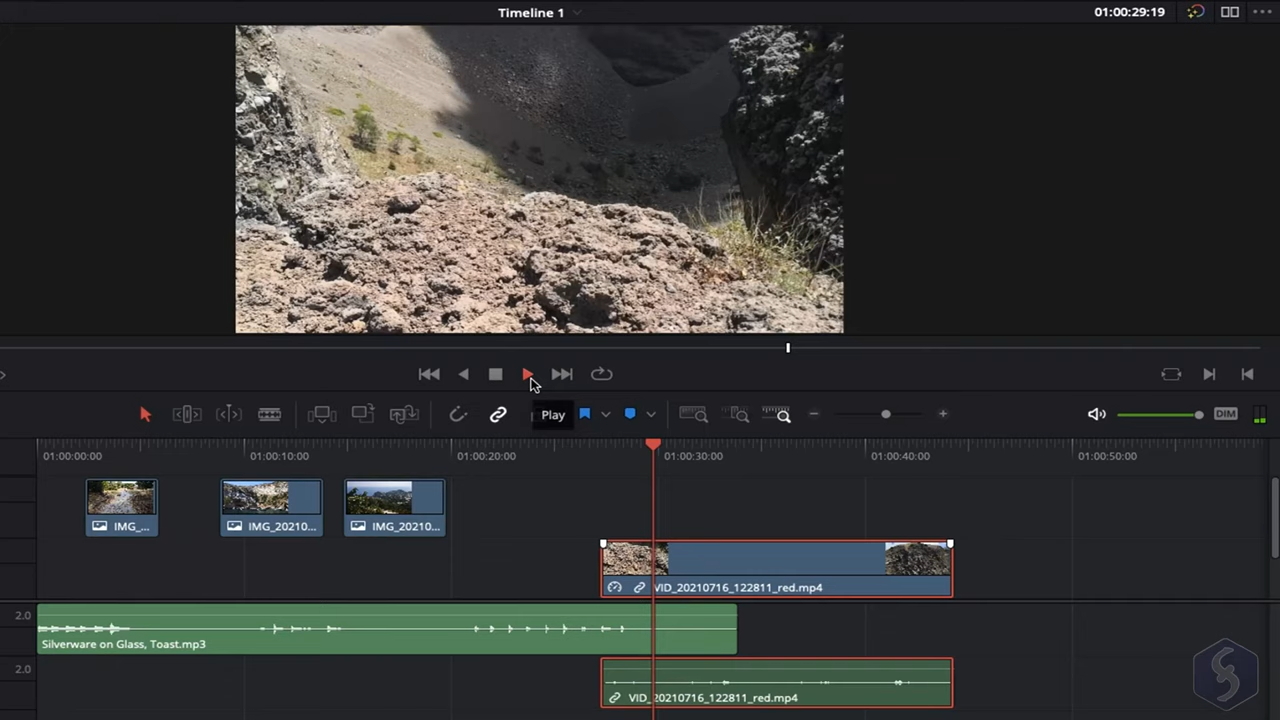 Timeline 1
01:00:29:19
Play
DIM
01:00:00:00
01:00:10:00
01:00:20:00
01:00:30:00
01:00:40:00
01:00:50:00
IMG_...
IMG_20210...
IMG_20210...
VID_20210716_122811_red.mp4
2.0
Silverware on Glass, Toast.mp3
2.0
VID_20210716_122811_red.mp4